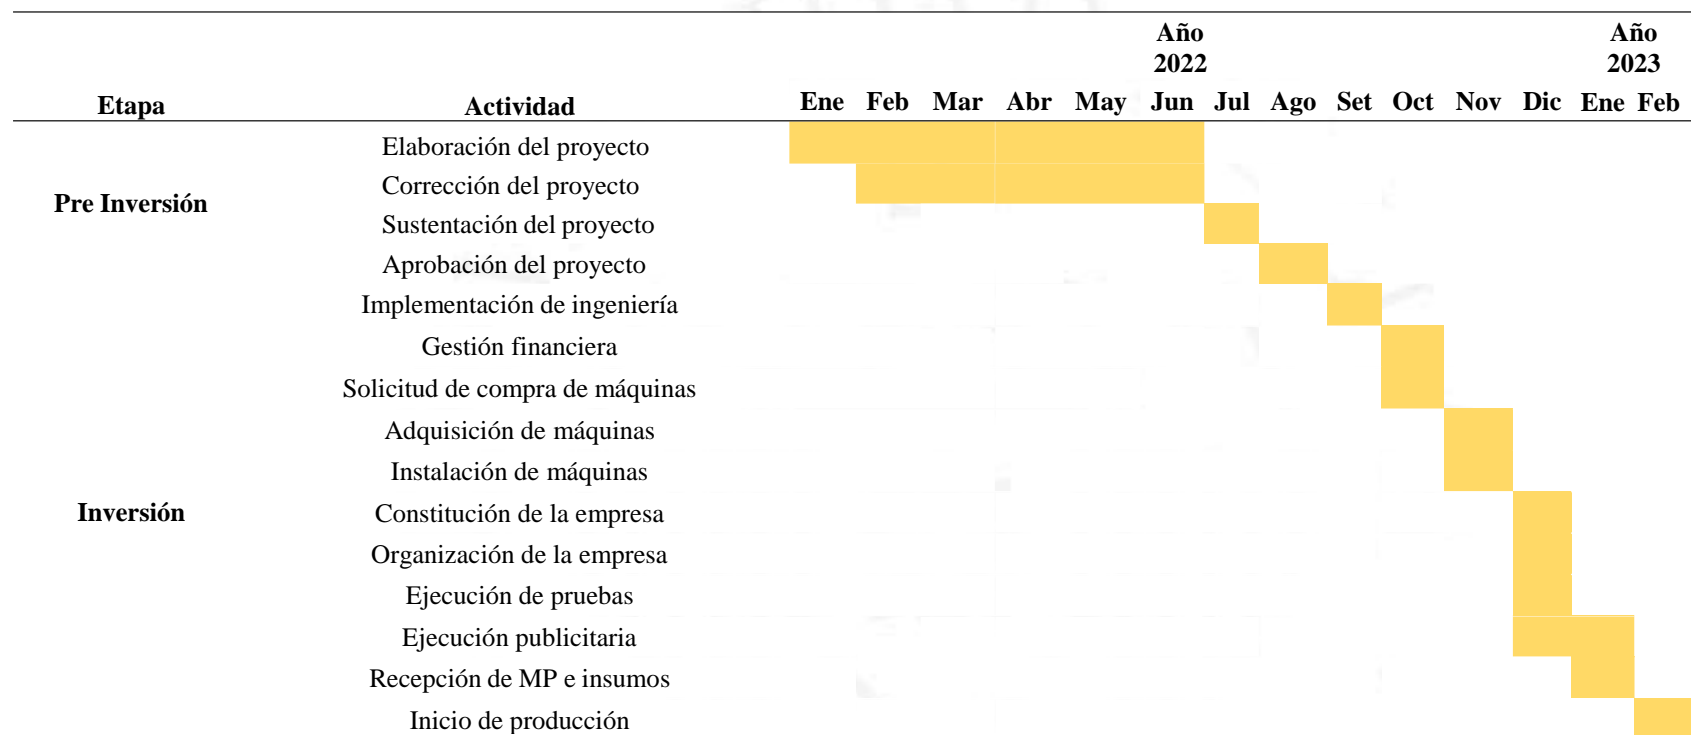 Año Año
2022 2023
Etapa Actividad Ene Feb Mar Abr May Jun Jul Ago Set Oct Nov Dic Ene Feb
Elaboración del proyecto
Corrección del proyecto
Pre Inversión
Sustentación del proyecto
Aprobación del proyecto
Implementación de ingeniería
Gestión financiera
Solicitud de compra de máquinas
Adquisición de máquinas
Instalación de máquinas
Inversión Constitución de la empresa
Organización de la empresa
Ejecución de pruebas
Ejecución publicitaria
Recepción de MP e insumos
Inicio de producción